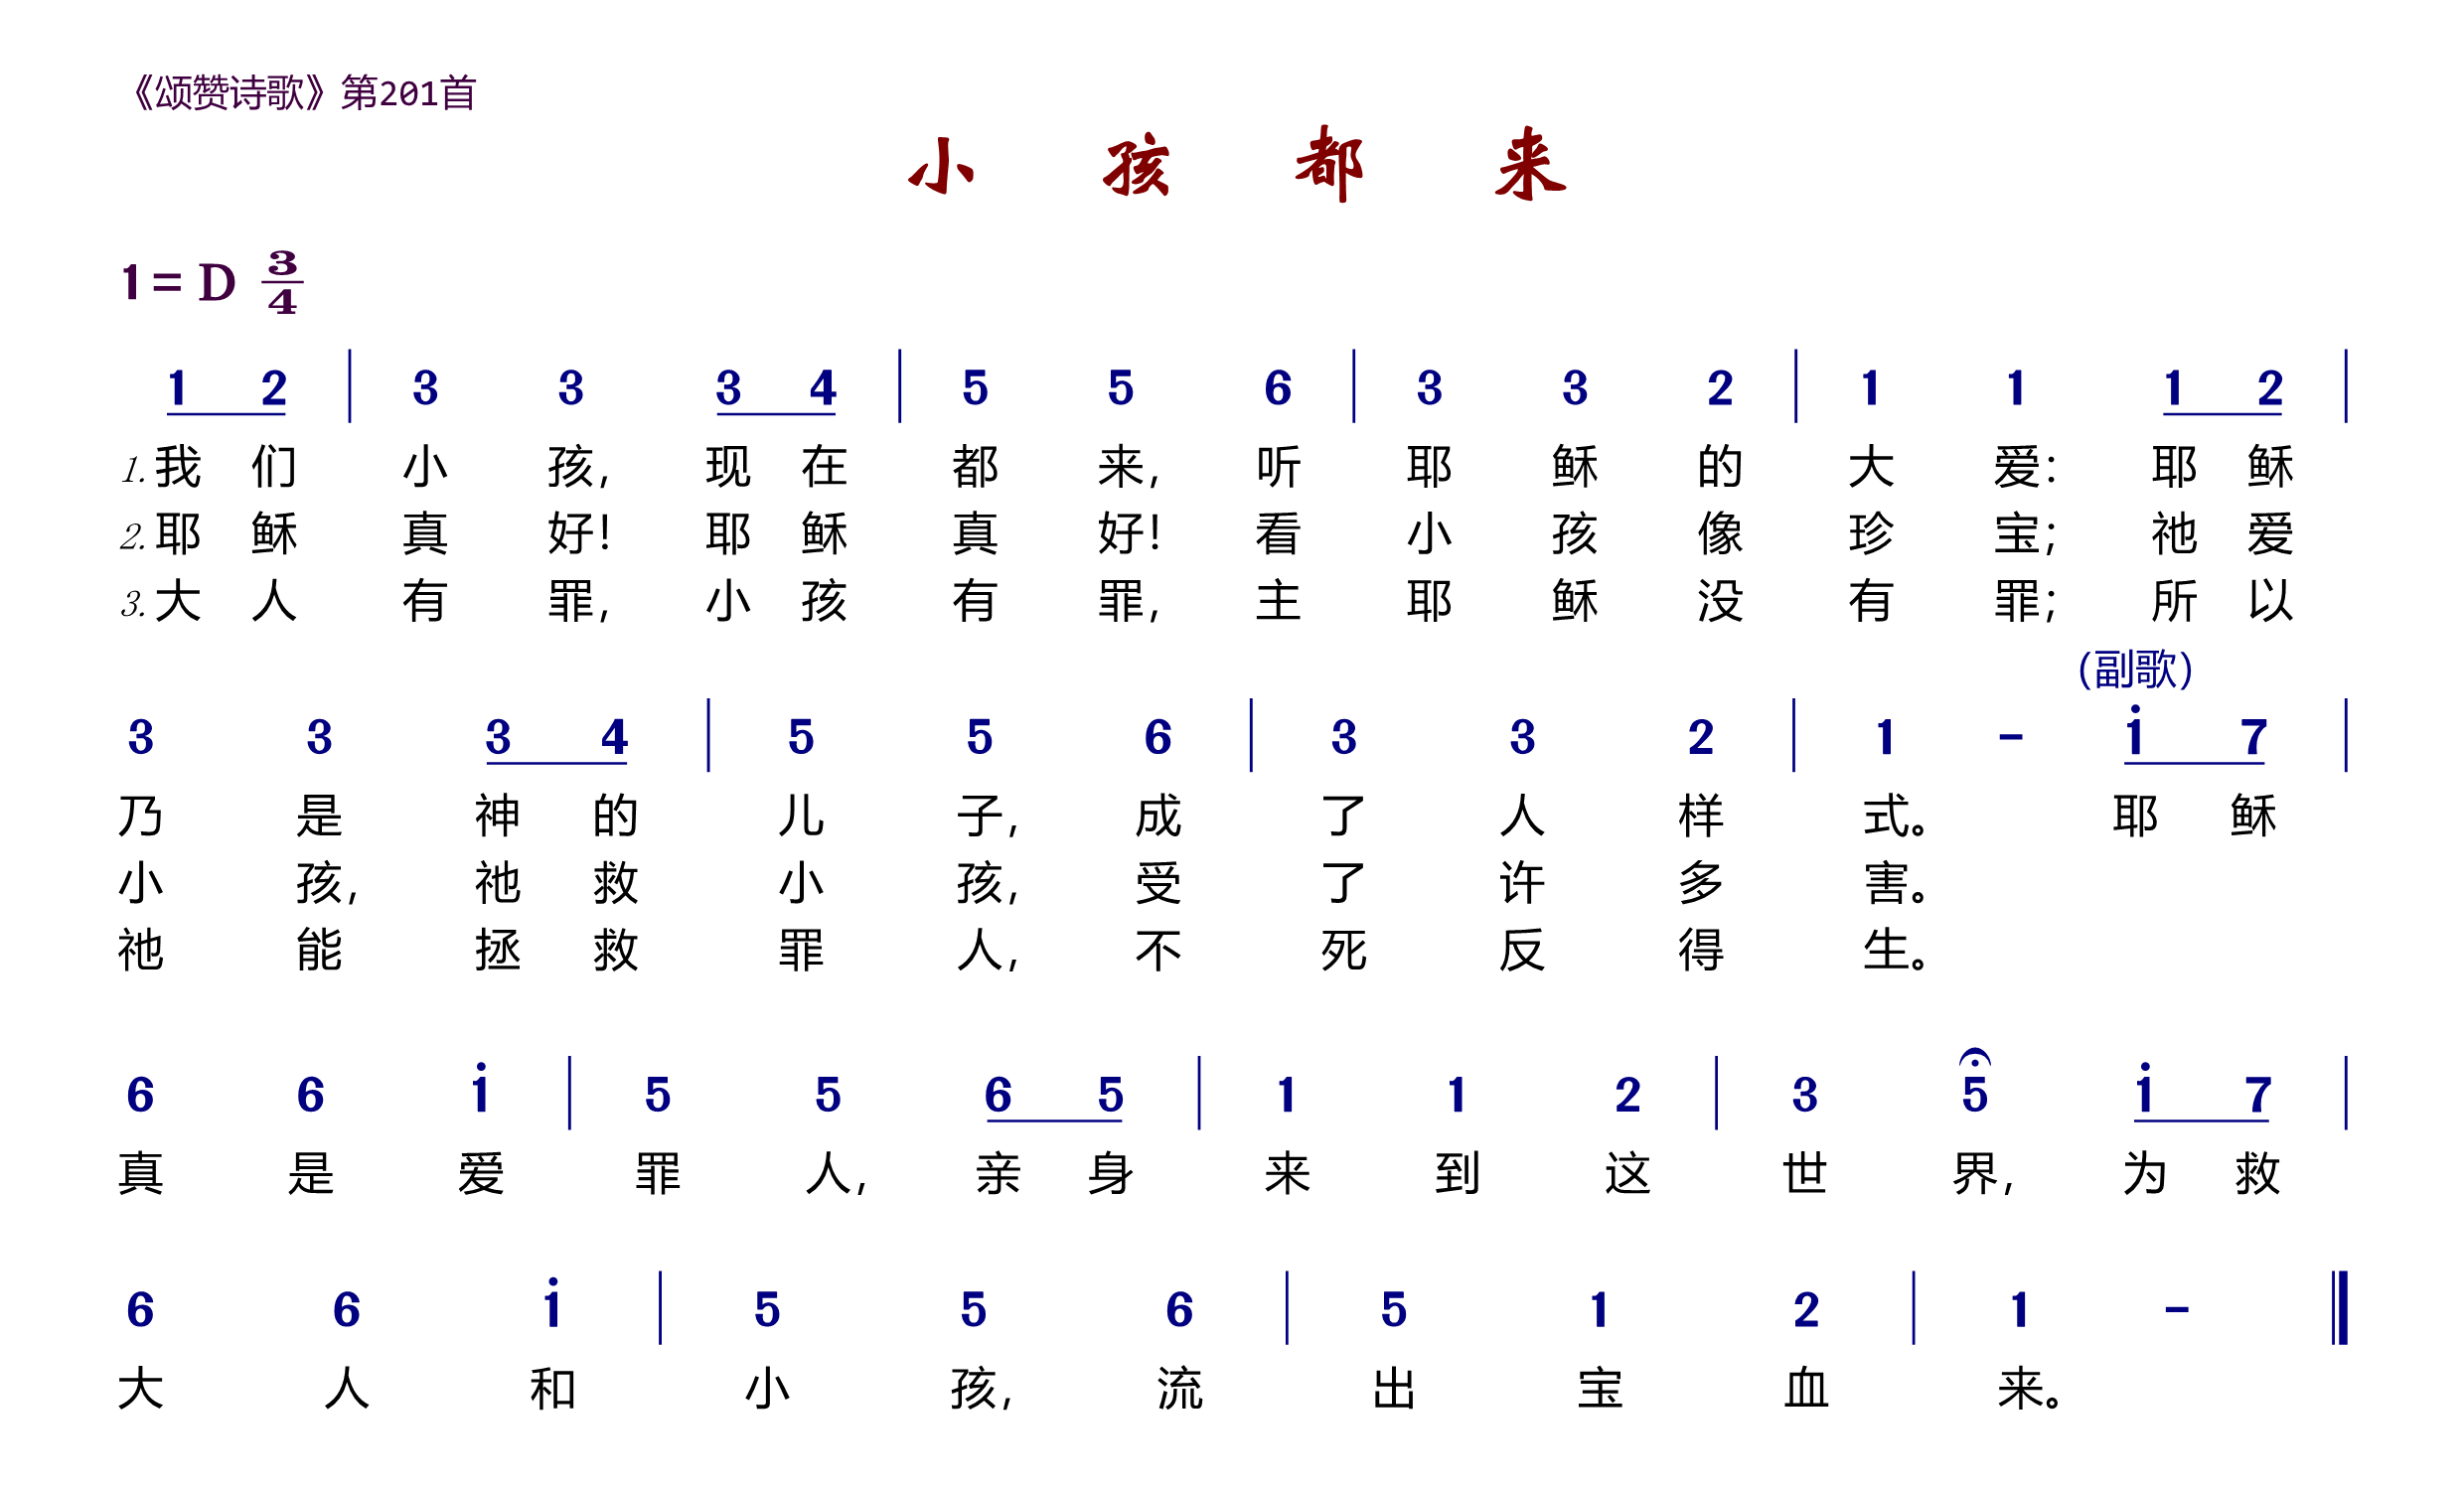 《颂赞诗歌》第201首
小 孩 都 来
1 = D 3/4
1 2 | 3 3 3 4 | 5 5 6 | 3 3 2 | 1 1 1 2 |
1. 我 们 小 孩, 现 在 都 来, 听 耶 稣 的 大 爱: 耶 稣
2. 耶 稣 真 好! 耶 稣 真 好! 看 小 孩 像 珍 宝; 祂 爱
3. 大 人 有 罪, 小 孩 有 罪, 主 耶 稣 没 有 罪; 所 以
(副歌)
3 3 3 4 | 5 5 6 | 3 3 2 | 1 - i 7 |
乃 是 神 的 儿 子, 成 了 人 样 式。 耶 稣
小 孩, 祂 救 小 孩, 受 了 许 多 害。
祂 能 拯 救 罪 人, 不 死 反 得 生。
6 6 i | 5 5 6 5 | 1 1 2 | 3 5 i 7 |
真 是 爱 罪 人, 亲 身 来 到 这 世 界, 为 救
6 6 i | 5 5 6 | 5 1 2 | 1 - ‖
大 人 和 小 孩, 流 出 宝 血 来。